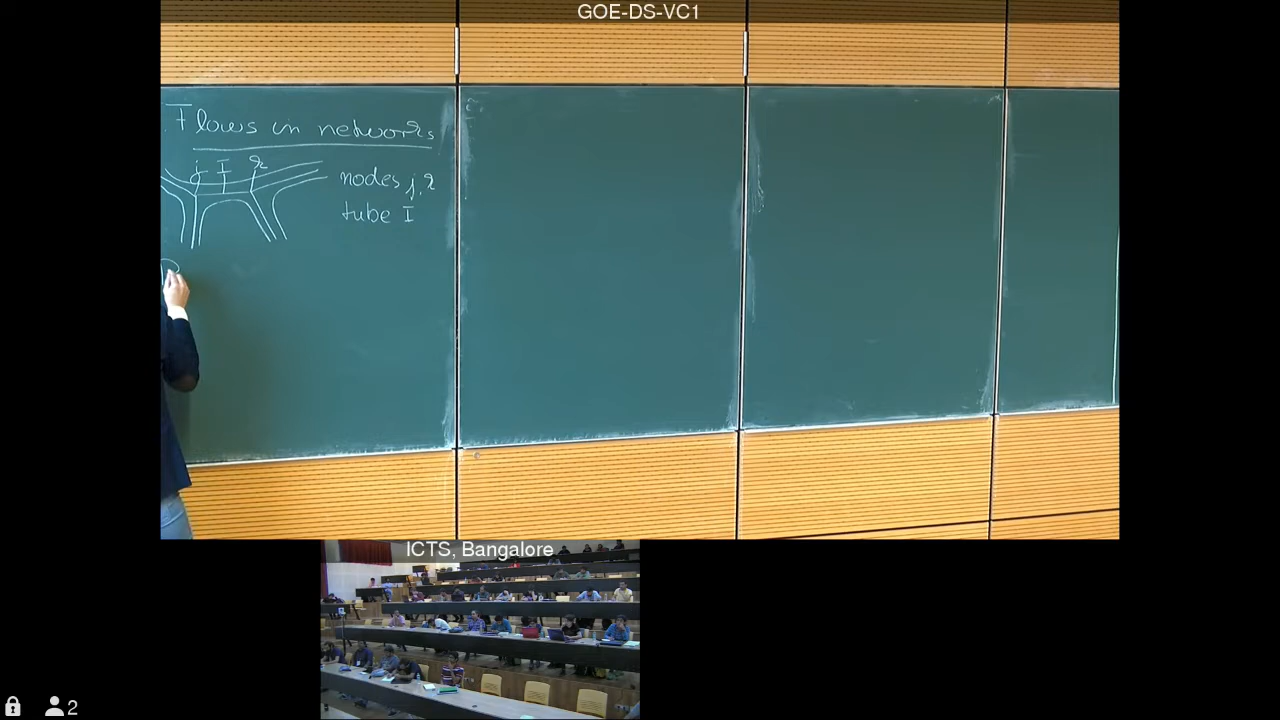 GOE-DS-VC1
Flows in networks
j I k
nodes j, k
tube I
ICTS, Bangalore
2